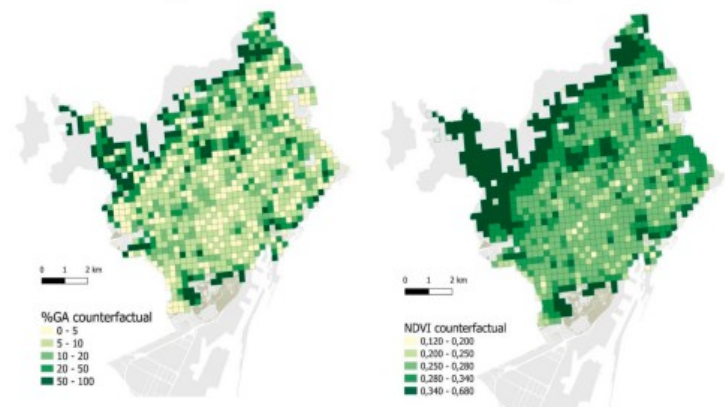 0 1 2 km
%GA counterfactual
0 - 5
5 - 10
10 - 20
20 - 50
50 - 100
0 1 2 km
NDVI counterfactual
0,120 - 0,200
0,200 - 0,250
0,250 - 0,280
0,280 - 0,340
0,340 - 0,680